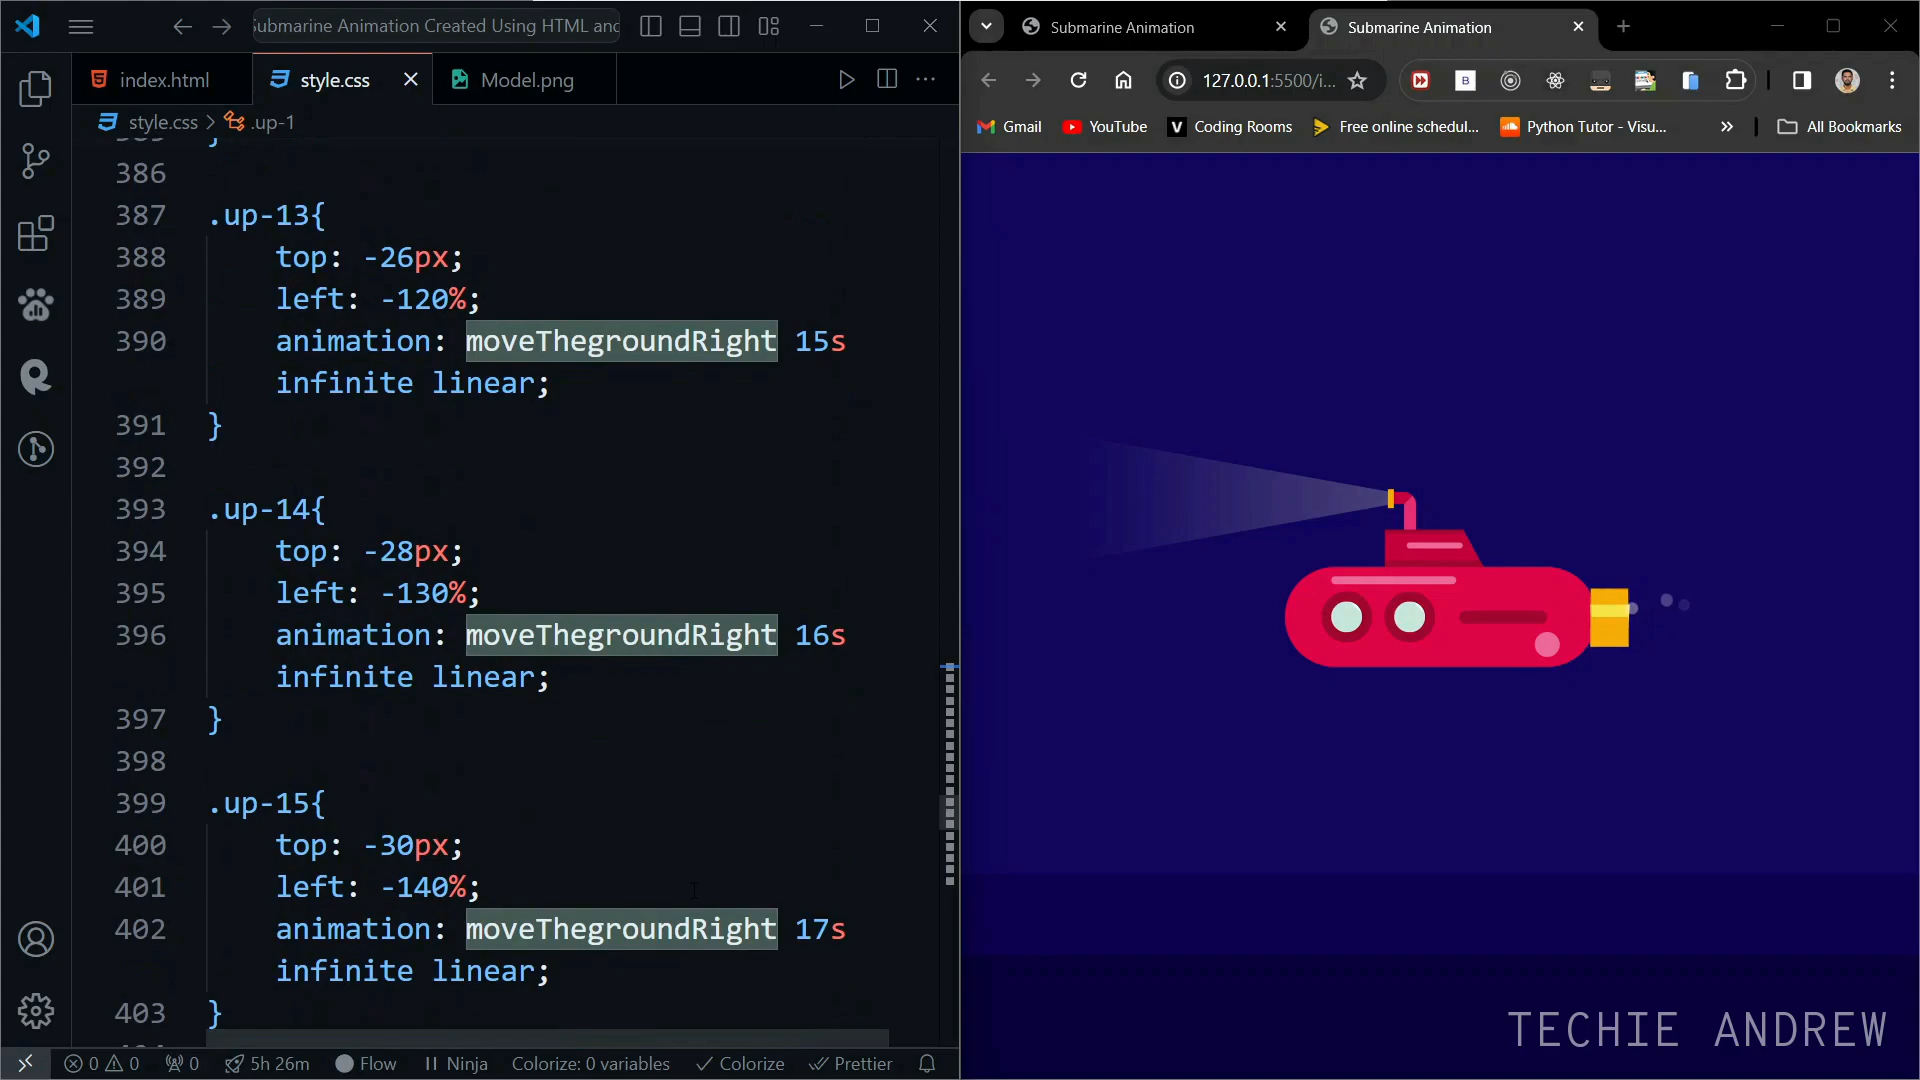 Submarine Animation Created Using HTML and
index.html
style.css
Model.png
style.css > .up-1
386
387 .up-13{
388 top: -26px;
389 left: -120%;
390 animation: moveThegroundRight 15s
infinite linear;
391 }
392
393 .up-14{
394 top: -28px;
395 left: -130%;
396 animation: moveThegroundRight 16s
infinite linear;
397 }
398
399 .up-15{
400 top: -30px;
401 left: -140%;
402 animation: moveThegroundRight 17s
infinite linear;
403 }
0 0 0 5h 26m Flow Ninja Colorize: 0 variables Colorize Prettier
Submarine Animation
Submarine Animation
127.0.0.1:5500/i...
Gmail YouTube Coding Rooms Free online schedul... Python Tutor - Visu... » All Bookmarks
TECHIE ANDREW